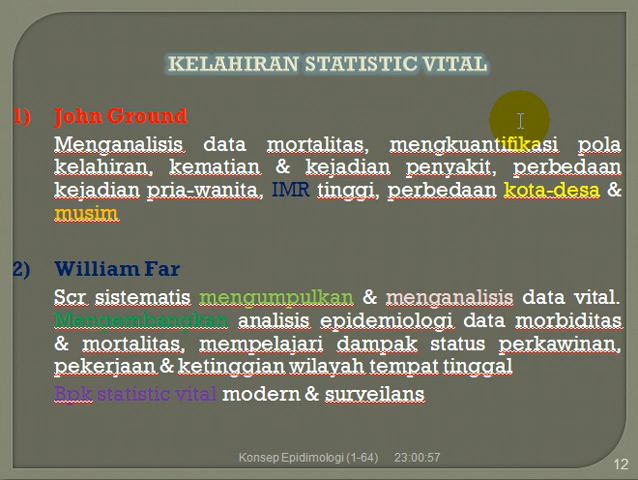 KELAHIRAN STATISTIC VITAL
1) John Ground
Menganalisis data mortalitas, mengkuantifikasi pola
kelahiran, kematian & kejadian penyakit, perbedaan
kejadian pria-wanita, IMR tinggi, perbedaan kota-desa &
musim
2) William Far
Scr sistematis mengumpulkan & menganalisis data vital.
Mengembangkan analisis epidemiologi data morbiditas
& mortalitas, mempelajari dampak status perkawinan,
pekerjaan & ketinggian wilayah tempat tinggal
Bpk statistic vital modern & surveilans
Konsep Epidimologi (1-64) 23:00:57
12